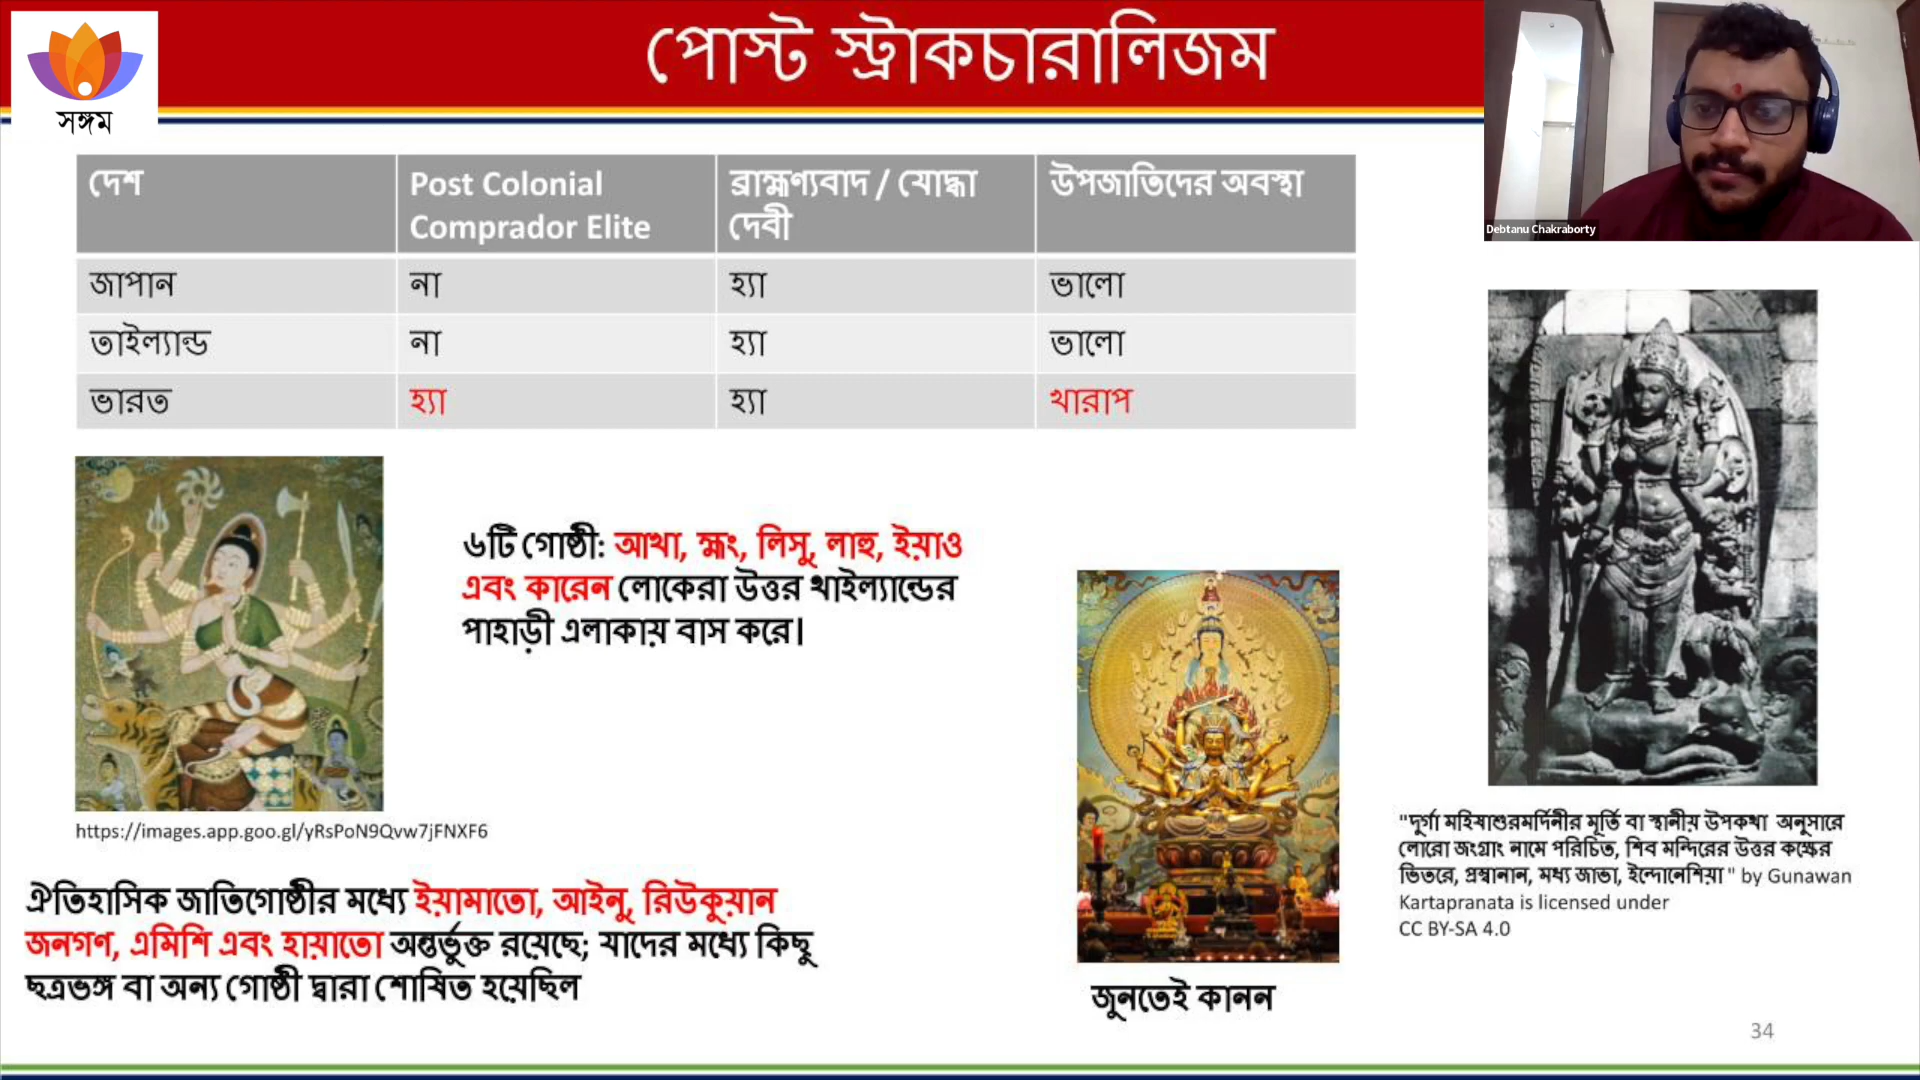 পোস্ট স্ট্রাকচারালিজম
সঙ্গম
Debtanu Chakraborty
দেশ
Post Colonial
Comprador Elite
ব্রাহ্মণ্যবাদ / যোদ্ধা
দেবী
উপজাতিদের অবস্থা
জাপান
না
হ্যা
ভালো
তাইল্যান্ড
না
হ্যা
ভালো
ভারত
হ্যা
হ্যা
খারাপ
৬টি গোষ্ঠী: আখা, হ্মং, লিসু, লাহু, ইয়াও
এবং কারেন লোকেরা উত্তর থাইল্যান্ডের
পাহাড়ী এলাকায় বাস করে।
https://images.app.goo.gl/yRsPoN9Qvw7jFNXF6
ঐতিহাসিক জাতিগোষ্ঠীর মধ্যে ইয়ামাতো, আইনু, রিউকুয়ান
জনগণ, এমিশি এবং হায়াতো অন্তর্ভুক্ত রয়েছে; যাদের মধ্যে কিছু
ছত্রভঙ্গ বা অন্য গোষ্ঠী দ্বারা শোষিত হয়েছিল
জুনতেই কানন
"দুর্গা মহিষাশুরমর্দিনীর মূর্তি বা স্থানীয় উপকথা অনুসারে
লোরো জংগ্রাং নামে পরিচিত, শিব মন্দিরের উত্তর কক্ষের
ভিতরে, প্রম্বানান, মধ্য জাভা, ইন্দোনেশিয়া " by Gunawan
Kartapranata is licensed under
CC BY-SA 4.0
34